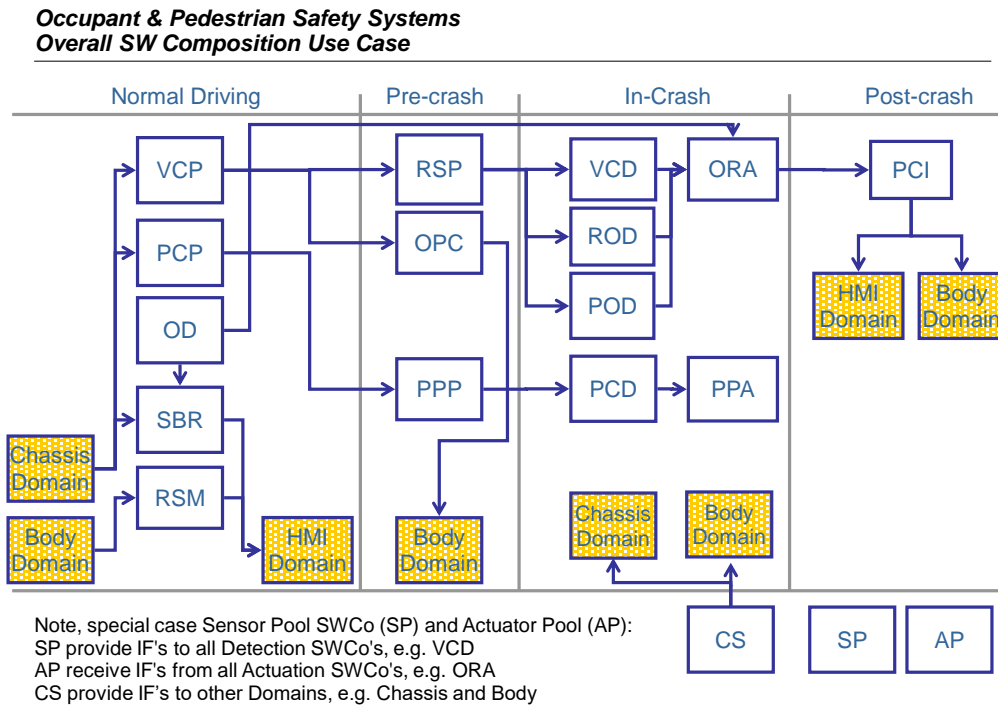 Occupant & Pedestrian Safety Systems
Overall SW Composition Use Case
Normal Driving
Pre-crash
In-Crash
Post-crash
VCP
RSP
VCD
ORA
PCI
PCP
OPC
ROD
OD
POD
HMI
Domain
Body
Domain
SBR
PPP
PCD
PPA
Chassis
Domain
RSM
Body
Domain
HMI
Domain
Body
Domain
Chassis
Domain
Body
Domain
CS
SP
AP
Note, special case Sensor Pool SWCo (SP) and Actuator Pool (AP):
SP provide IF's to all Detection SWCo's, e.g. VCD
AP receive IF's from all Actuation SWCo's, e.g. ORA
CS provide IF's to other Domains, e.g. Chassis and Body